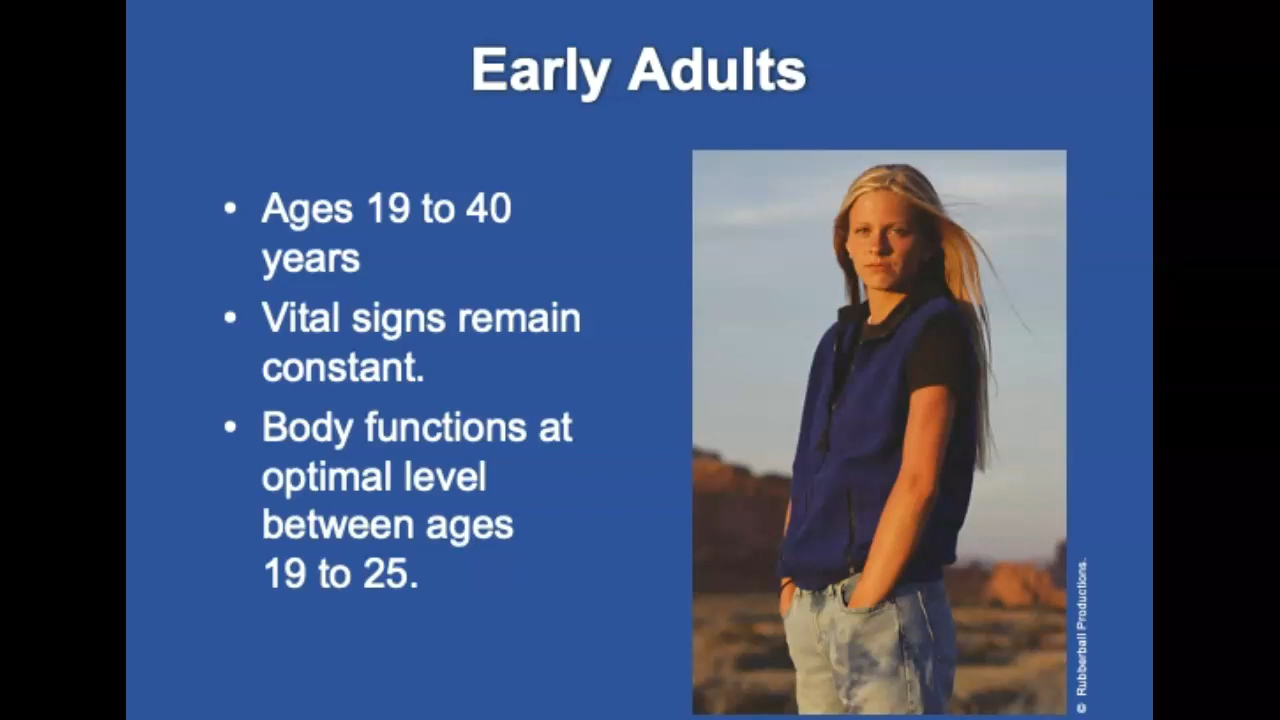 Early Adults
• Ages 19 to 40
years
• Vital signs remain
constant.
• Body functions at
optimal level
between ages
19 to 25.
© Rubberball Productions.